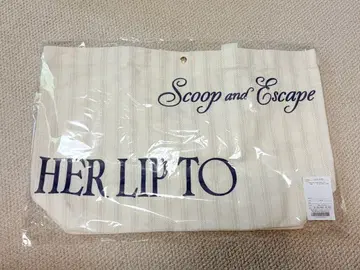 Scoop and Escape
HER LIP TO